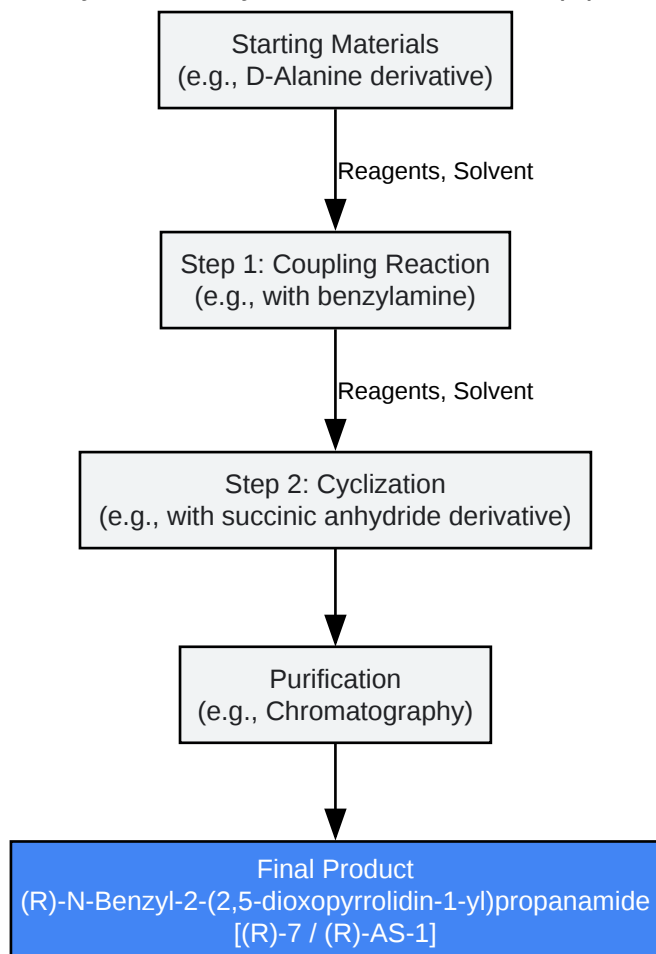 Starting Materials
(e.g., D-Alanine derivative)
Reagents, Solvent
Step 1: Coupling Reaction
(e.g., with benzylamine)
Reagents, Solvent
Step 2: Cyclization
(e.g., with succinic anhydride derivative)
Purification
(e.g., Chromatography)
Final Product
(R)-N-Benzyl-2-(2,5-dioxopyrrolidin-1-yl)propanamide
[(R)-7 / (R)-AS-1]